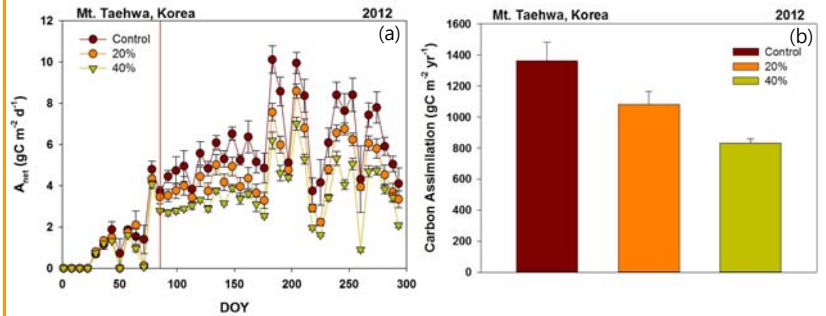 Mt. Taehwa, Korea 2012
(a)
Control
20%
40%
12
10
8
6
4
2
0
A_net (gC m⁻² d⁻¹)
0 50 100 150 200 250 300
DOY
Mt. Taehwa, Korea 2012
(b)
Control
20%
40%
1600
1400
1200
1000
800
600
400
200
0
Carbon Assimilation (gC m⁻² yr⁻¹)